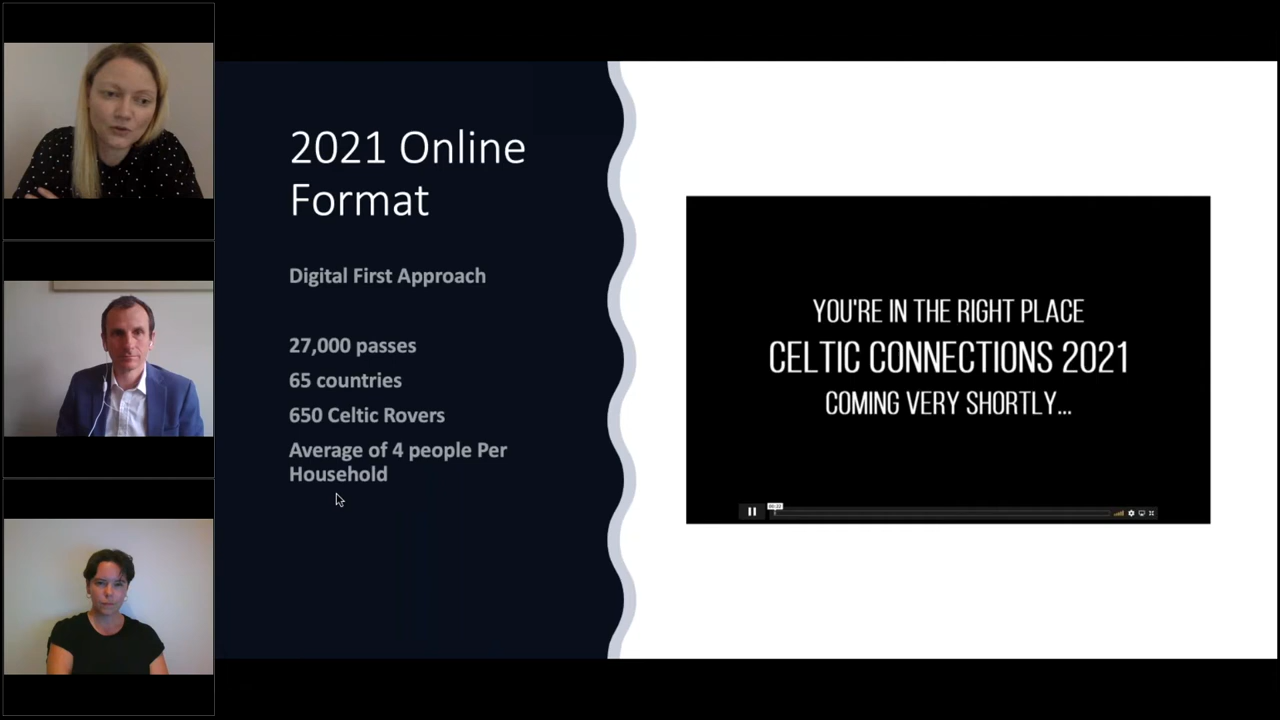 2021 Online
Format
Digital First Approach
27,000 passes
65 countries
650 Celtic Rovers
Average of 4 people Per
Household
YOU'RE IN THE RIGHT PLACE
CELTIC CONNECTIONS 2021
COMING VERY SHORTLY...